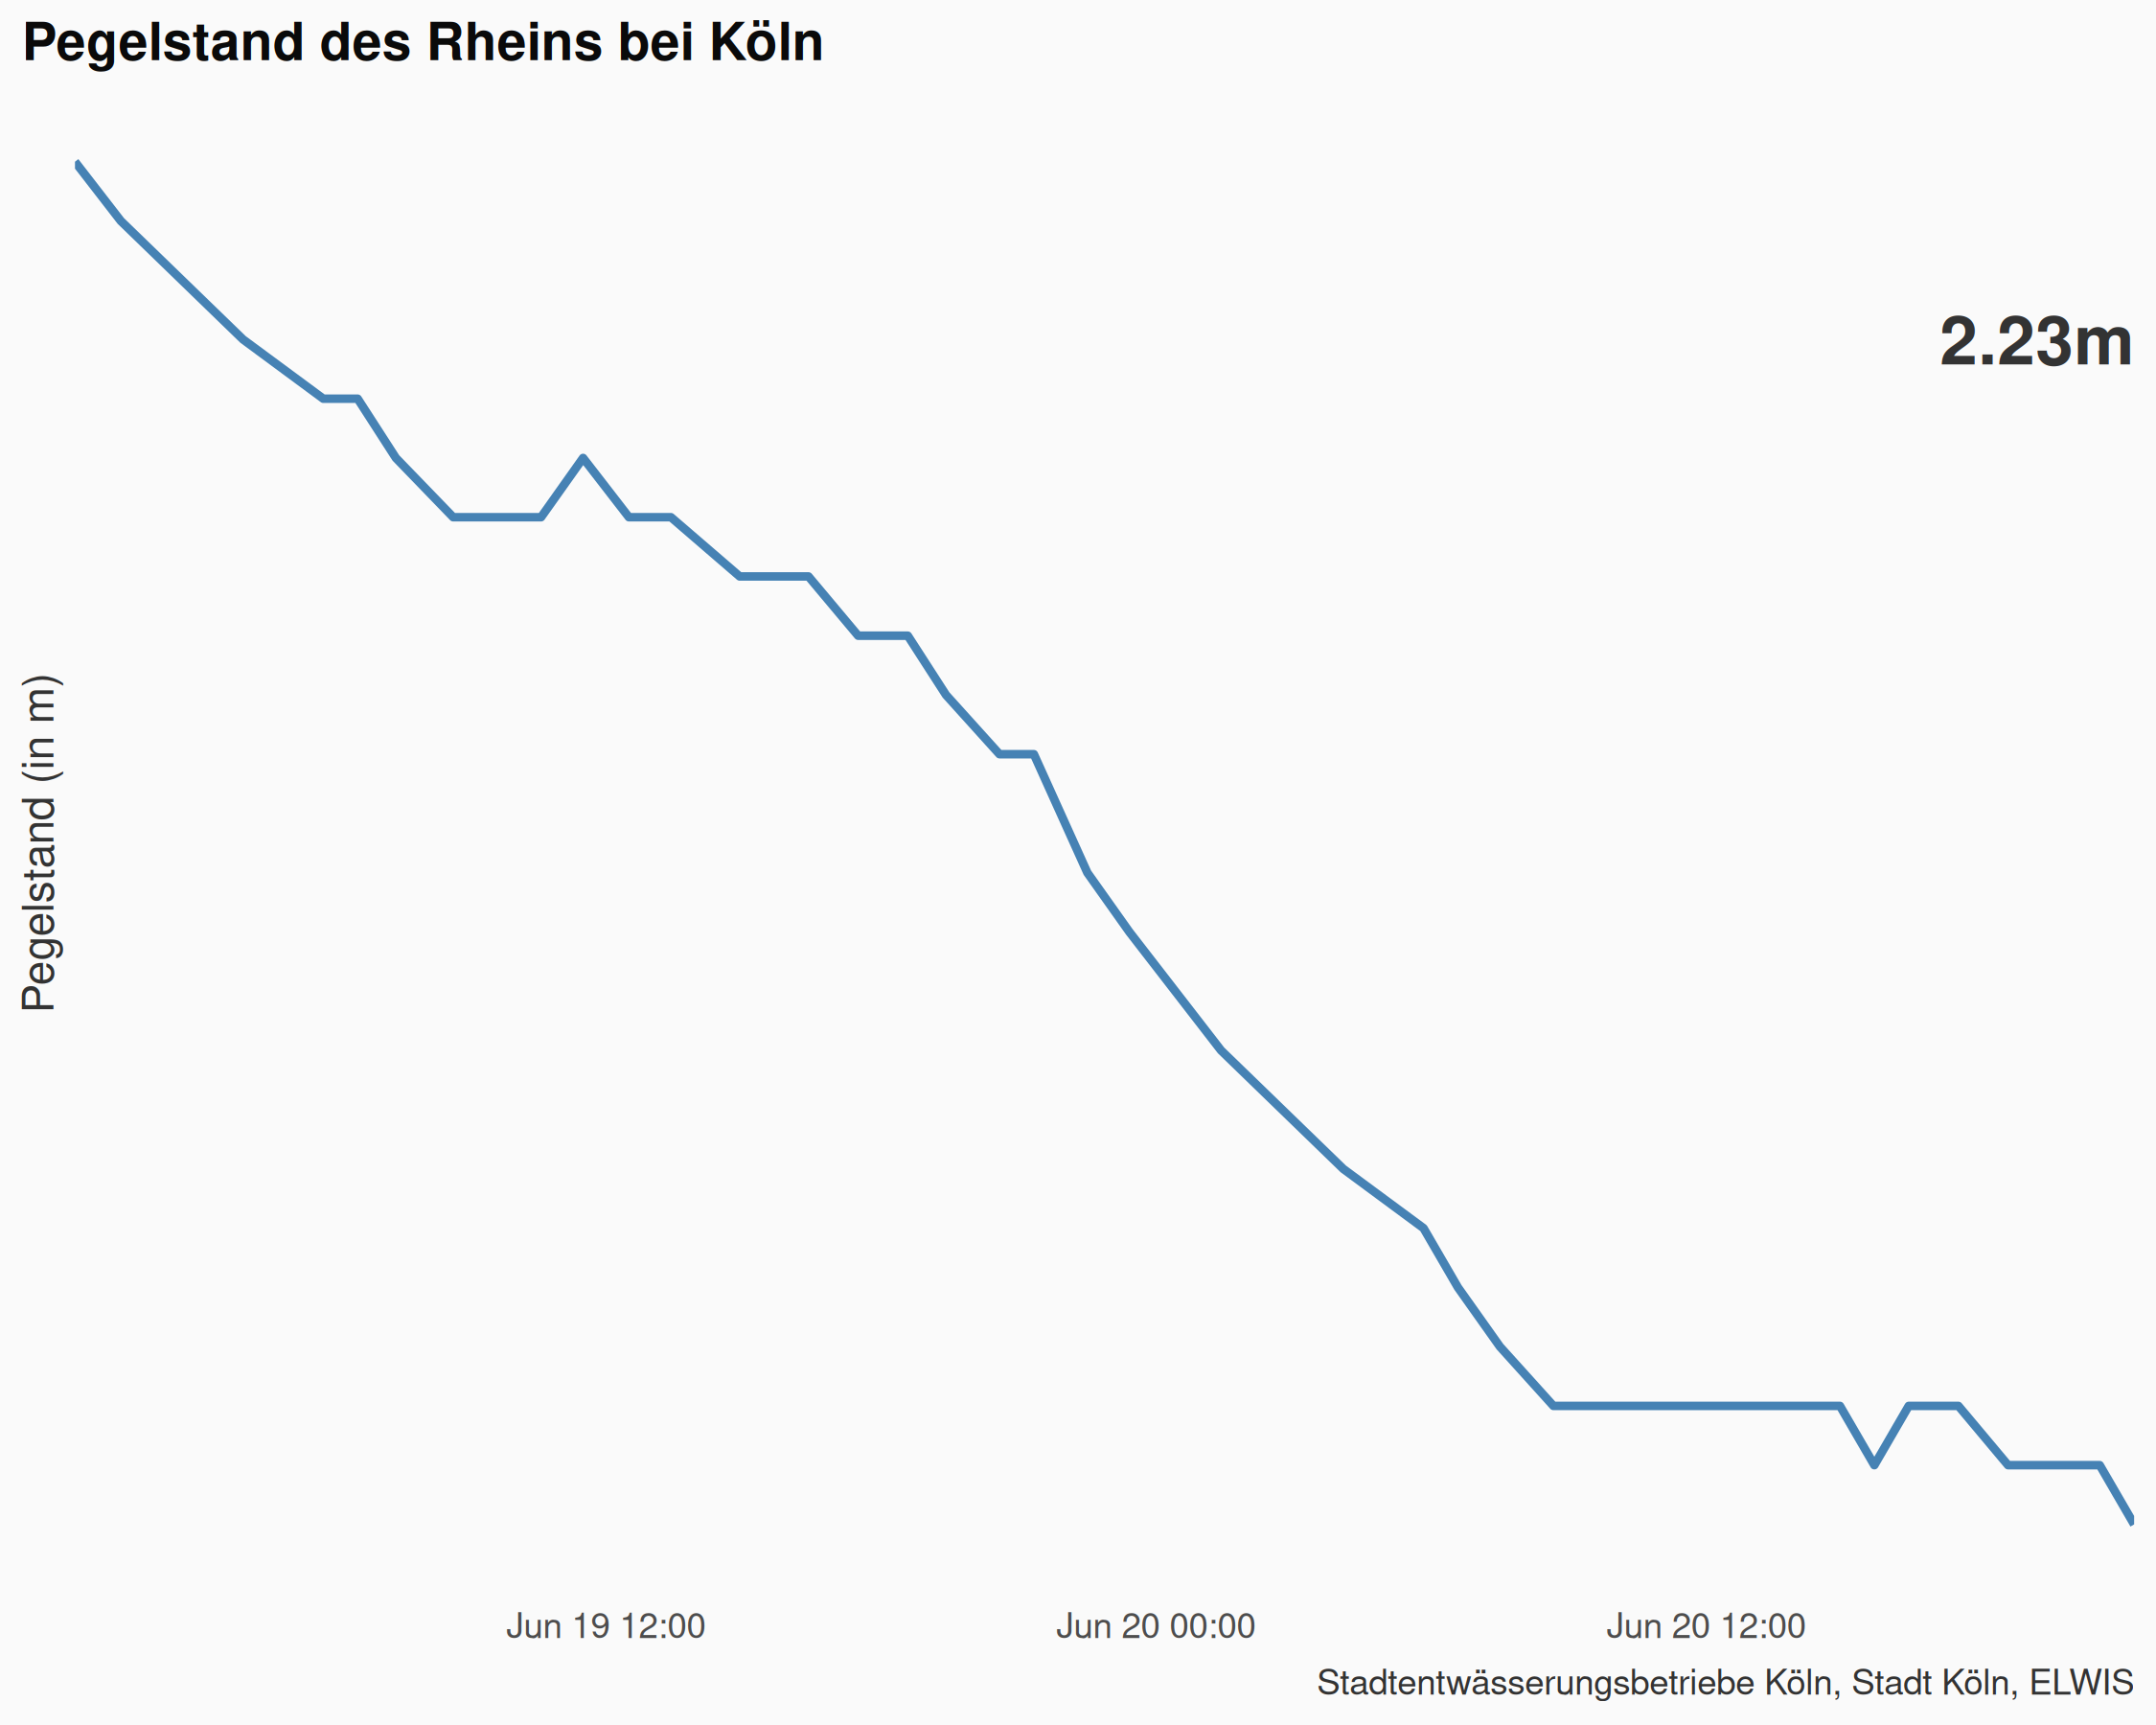 Pegelstand des Rheins bei Köln
2.23m
Pegelstand (in m)
Jun 19 12:00
Jun 20 00:00
Jun 20 12:00
Stadtentwässerungsbetriebe Köln, Stadt Köln, ELWIS